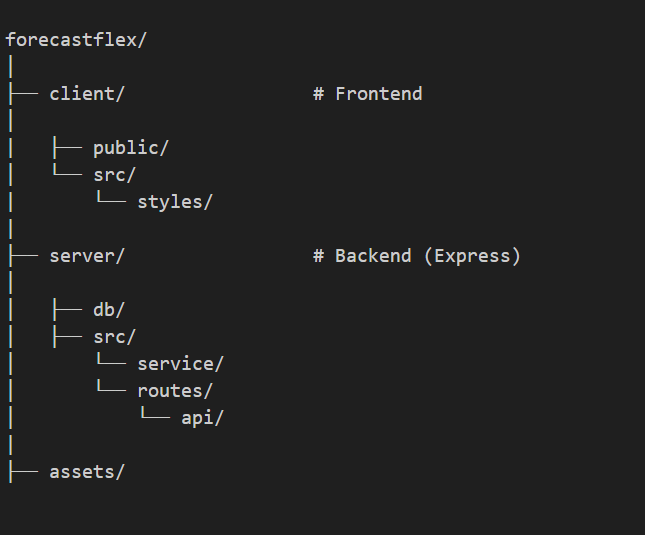 forecastflex/
│
├── client/                 # Frontend
│
│   ├── public/
│   └── src/
│       └── styles/
│
├── server/                 # Backend (Express)
│
│   ├── db/
│   ├── src/
│       └── service/
│       └── routes/
│           └── api/
│
├── assets/